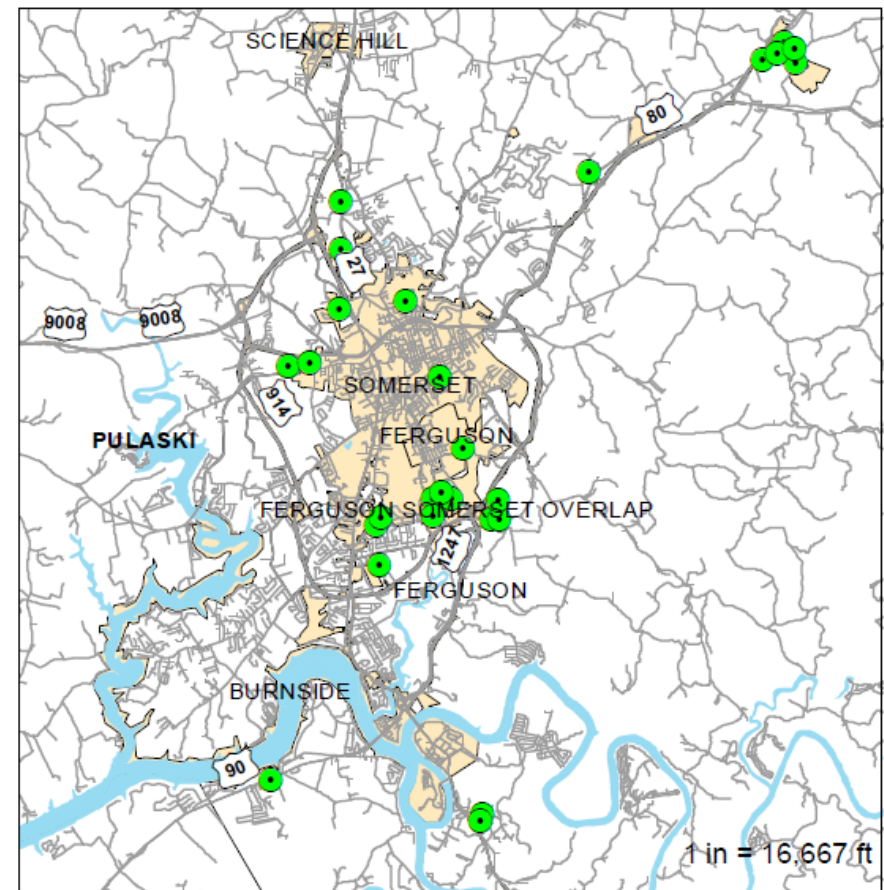 SCIENCE HILL
80
27
9008
9008
914
SOMERSET
PULASKI
FERGUSON
FERGUSON SOMERSET OVERLAP
1247
FERGUSON
BURNSIDE
90
1 in = 16,667 ft